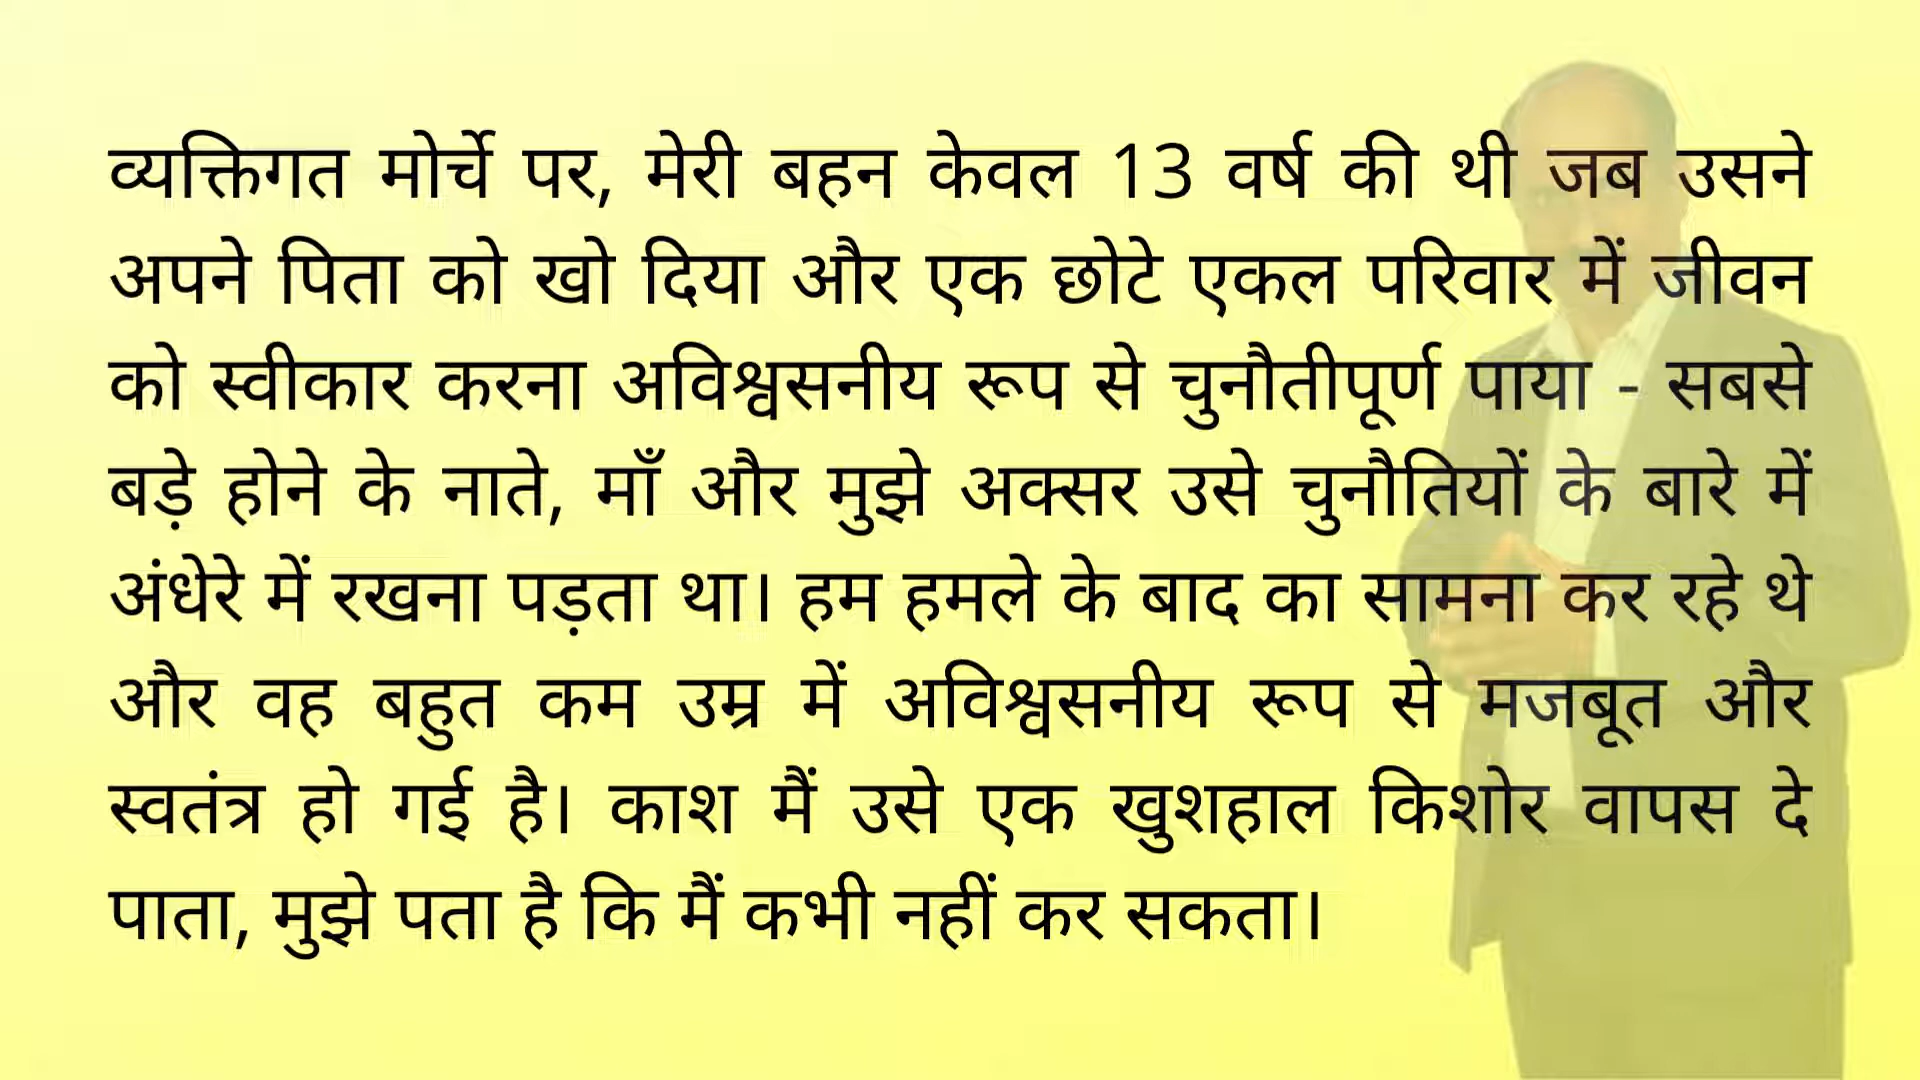 व्यक्तिगत मोर्चे पर, मेरी बहन केवल 13 वर्ष की थी जब उसने
अपने पिता को खो दिया और एक छोटे एकल परिवार में जीवन
को स्वीकार करना अविश्वसनीय रूप से चुनौतीपूर्ण पाया - सबसे
बड़े होने के नाते, माँ और मुझे अक्सर उसे चुनौतियों के बारे में
अंधेरे में रखना पड़ता था। हम हमले के बाद का सामना कर रहे थे
और वह बहुत कम उम्र में अविश्वसनीय रूप से मजबूत और
स्वतंत्र हो गई है। काश मैं उसे एक खुशहाल किशोर वापस दे
पाता, मुझे पता है कि मैं कभी नहीं कर सकता।